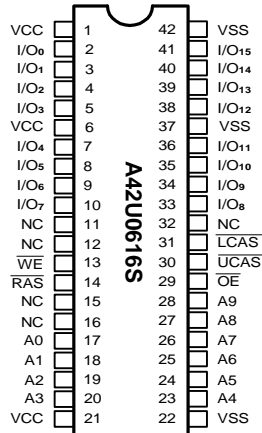 VCC 1 42 VSS
I/O0 2 41 I/O15
I/O1 3 40 I/O14
I/O2 4 39 I/O13
I/O3 5 38 I/O12
VCC 6 37 VSS
I/O4 7 36 I/O11
I/O5 8 35 I/O10
I/O6 9 34 I/O9
I/O7 10 33 I/O8
NC 11 32 NC
NC 12 31 LCAS
WE 13 30 UCAS
RAS 14 29 OE
NC 15 28 A9
NC 16 27 A8
A0 17 26 A7
A1 18 25 A6
A2 19 24 A5
A3 20 23 A4
VCC 21 22 VSS
A42U0616S